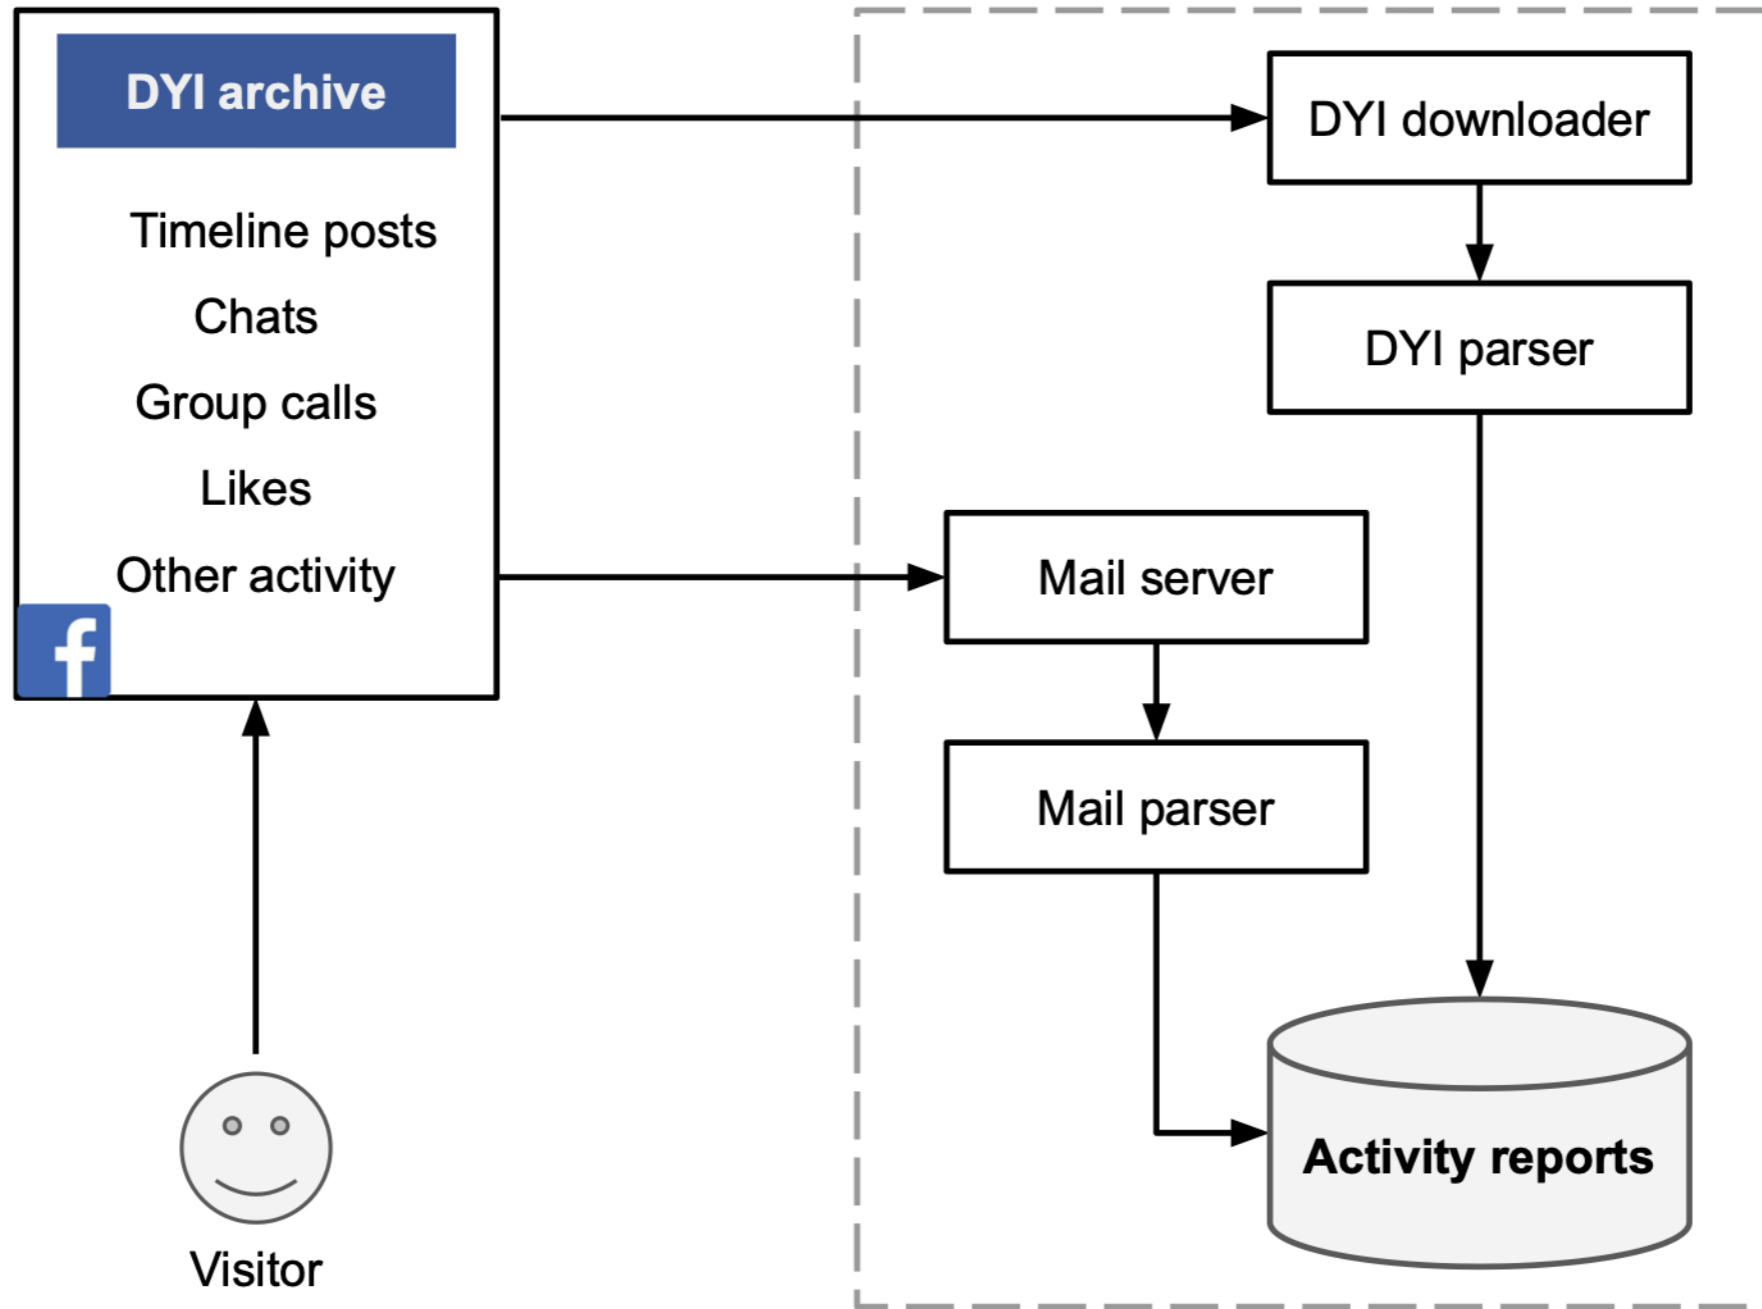 DYI archive
Timeline posts
Chats
Group calls
Likes
Other activity
f
Visitor
DYI downloader
DYI parser
Mail server
Mail parser
Activity reports